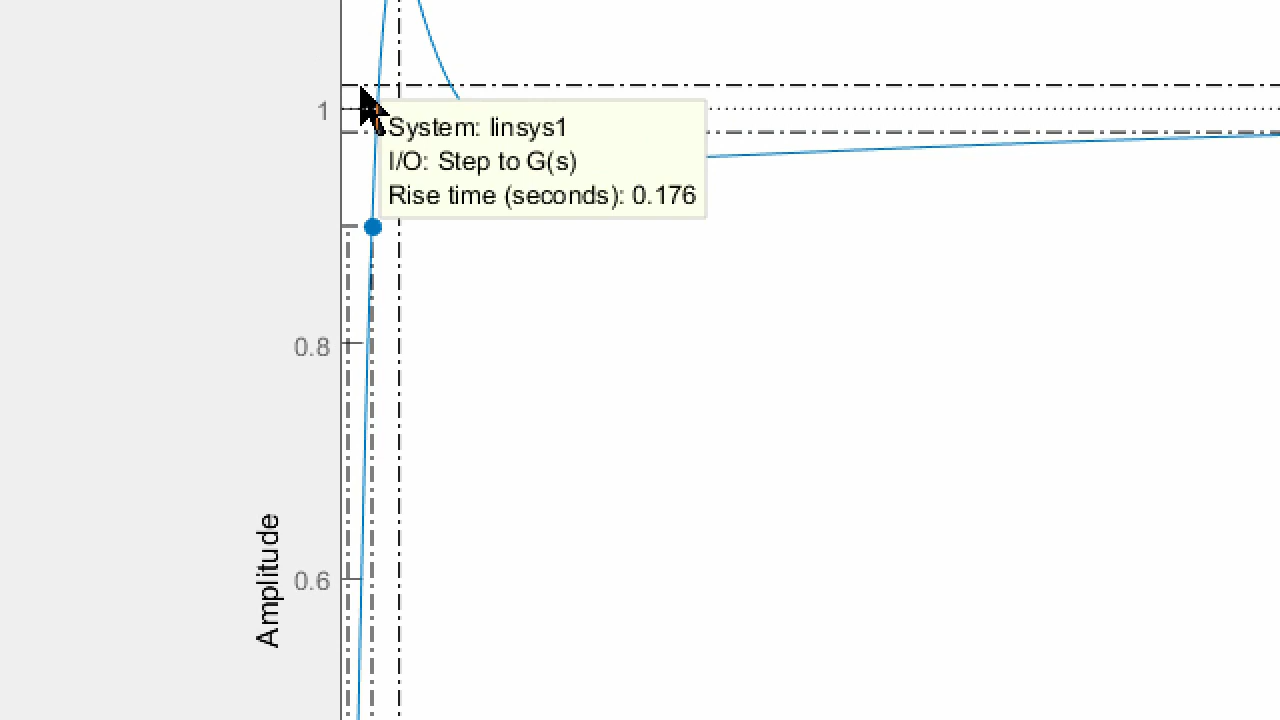 1
System: linsys1
I/O: Step to G(s)
Rise time (seconds): 0.176
0.8
0.6
Amplitude